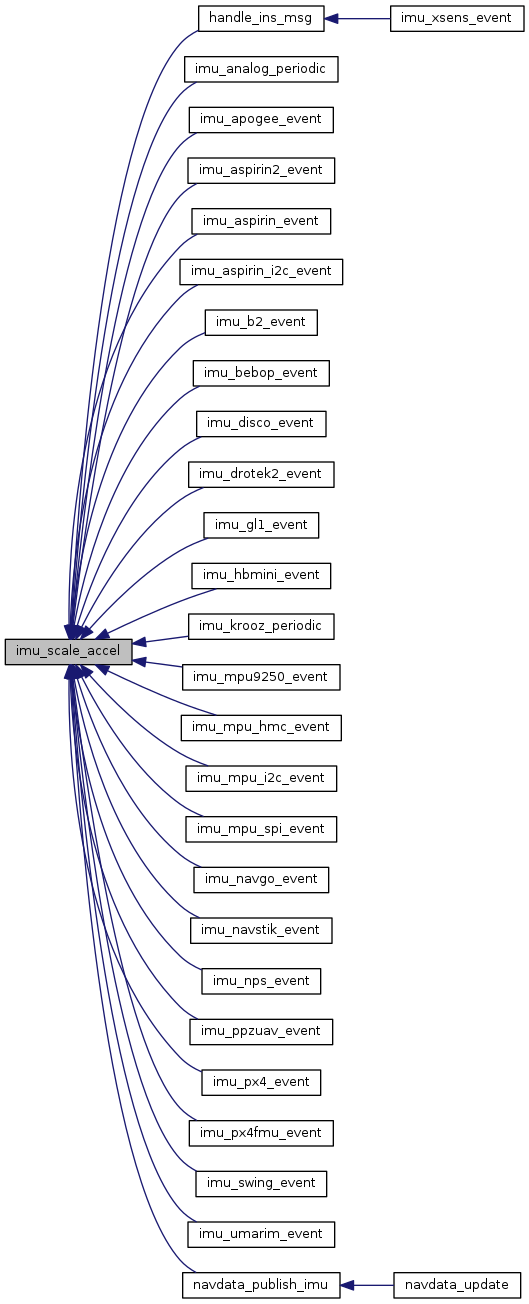 handle_ins_msg
imu_xsens_event
imu_analog_periodic
imu_apogee_event
imu_aspirin2_event
imu_aspirin_event
imu_aspirin_i2c_event
imu_b2_event
imu_bebop_event
imu_disco_event
imu_drotek2_event
imu_gl1_event
imu_hbmini_event
imu_krooz_periodic
imu_scale_accel
imu_mpu9250_event
imu_mpu_hmc_event
imu_mpu_i2c_event
imu_mpu_spi_event
imu_navgo_event
imu_navstik_event
imu_nps_event
imu_ppzuav_event
imu_px4_event
imu_px4fmu_event
imu_swing_event
imu_umarim_event
navdata_publish_imu
navdata_update